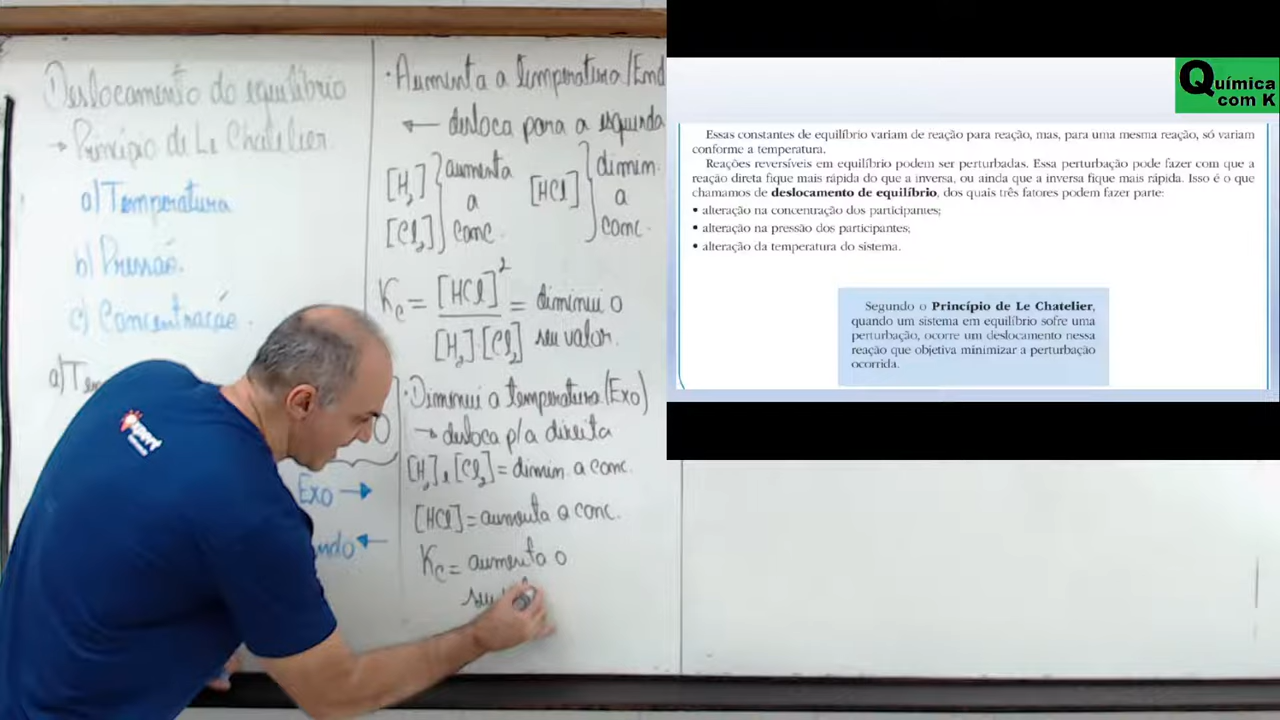 Deslocamento do equilíbrio
→ Princípio de Le Chatelier
a) Temperatura
b) Pressão.
c) Concentração.
a) Te
O
Exo →
ndo ←
· Aumenta a temperatura/End
← desloca para a esquerda
[H₂] aumenta [HCl] dimin.
a a
[Cl₂] conc. conc.
Kc = [HCl]² = diminui o
[H₂].[Cl₂] seu valor.
· Diminui a temperatura (Exo)
→ desloca p/a direita
[H₂] e [Cl₂] = dimin. a conc.
[HCl] = aumenta a conc.
Kc = aumenta o
seu
Química
com K
Essas constantes de equilíbrio variam de reação para reação, mas, para uma mesma reação, só variam
conforme a temperatura.
Reações reversíveis em equilíbrio podem ser perturbadas. Essa perturbação pode fazer com que a
reação direta fique mais rápida do que a inversa, ou ainda que a inversa fique mais rápida. Isso é o que
chamamos de deslocamento de equilíbrio, dos quais três fatores podem fazer parte:
• alteração na concentração dos participantes;
• alteração na pressão dos participantes;
• alteração da temperatura do sistema.
Segundo o Princípio de Le Chatelier,
quando um sistema em equilíbrio sofre uma
perturbação, ocorre um deslocamento nessa
reação que objetiva minimizar a perturbação
ocorrida.